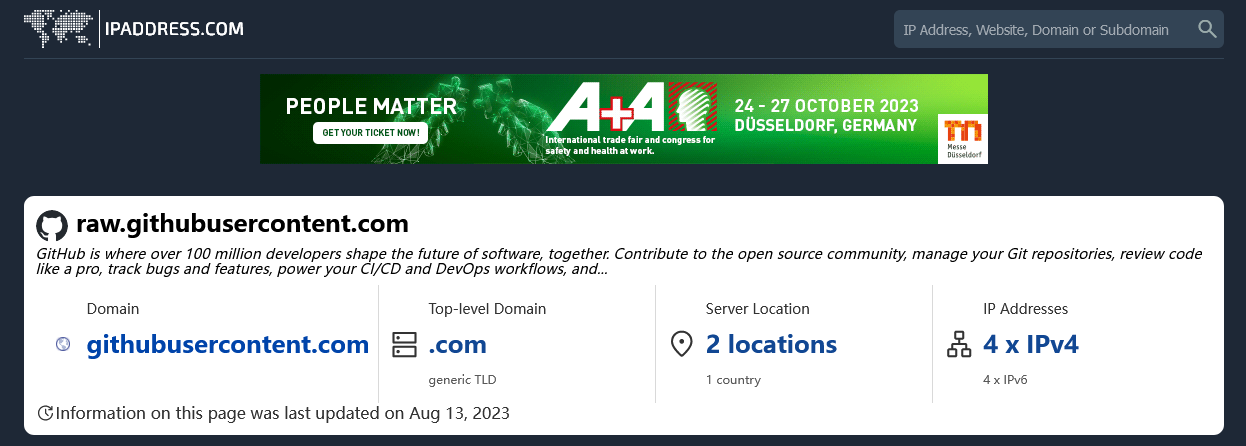 IPADDRESS.COM
IP Address, Website, Domain or Subdomain
PEOPLE MATTER
GET YOUR TICKET NOW!
A+A
International trade fair and congress for
safety and health at work.
24 - 27 OCTOBER 2023
DÜSSELDORF, GERMANY
Messe
Düsseldorf
raw.githubusercontent.com
GitHub is where over 100 million developers shape the future of software, together. Contribute to the open source community, manage your Git repositories, review code
like a pro, track bugs and features, power your CI/CD and DevOps workflows, and...
Domain
githubusercontent.com
Top-level Domain
.com
generic TLD
Server Location
2 locations
1 country
IP Addresses
4 x IPv4
4 x IPv6
Information on this page was last updated on Aug 13, 2023